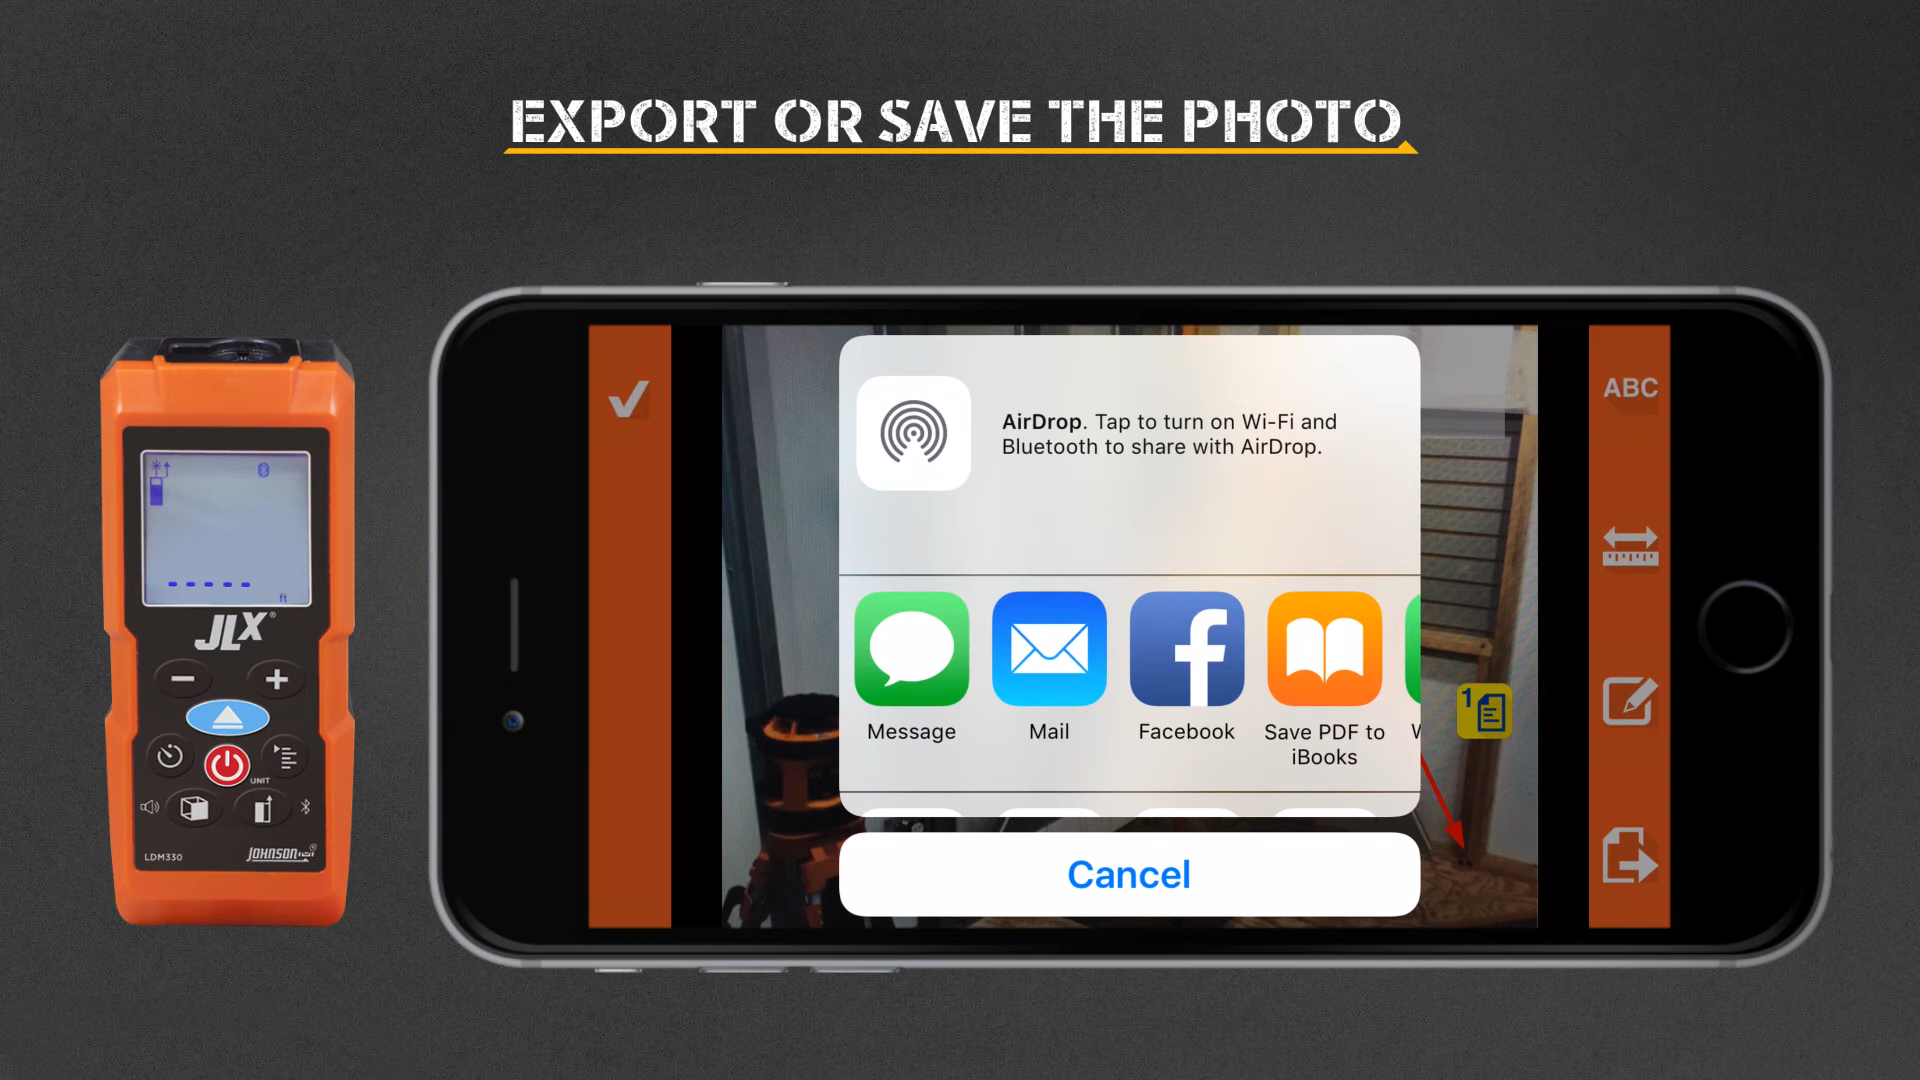 EXPORT OR SAVE THE PHOTO
AirDrop. Tap to turn on Wi-Fi and
Bluetooth to share with AirDrop.
Message
Mail
Facebook
Save PDF to
iBooks
Cancel
ABC
1
ft
JLX®
UNIT
LDM330
JOHNSON